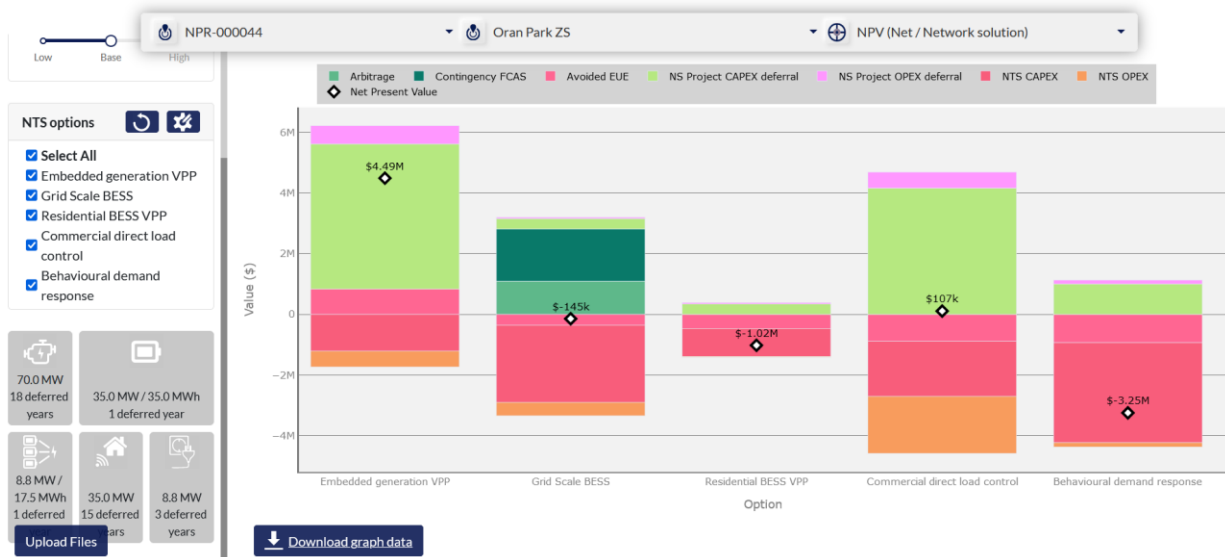 NPR-000044
Oran Park ZS
NPV (Net / Network solution)
Low
Base
High
NTS options
Select All
Embedded generation VPP
Grid Scale BESS
Residential BESS VPP
Commercial direct load
control
Behavioural demand
response
70.0 MW
18 deferred
years
35.0 MW / 35.0 MWh
1 deferred year
8.8 MW /
17.5 MWh
1 deferred
35.0 MW
15 deferred
years
8.8 MW
3 deferred
years
Upload Files
Arbitrage
Contingency FCAS
Avoided EUE
NS Project CAPEX deferral
NS Project OPEX deferral
NTS CAPEX
NTS OPEX
Net Present Value
Value ($)
6M
4M
2M
0
−2M
−4M
$4.49M
$-145k
$-1.02M
$107k
$-3.25M
Embedded generation VPP
Grid Scale BESS
Residential BESS VPP
Commercial direct load control
Behavioural demand response
Option
Download graph data